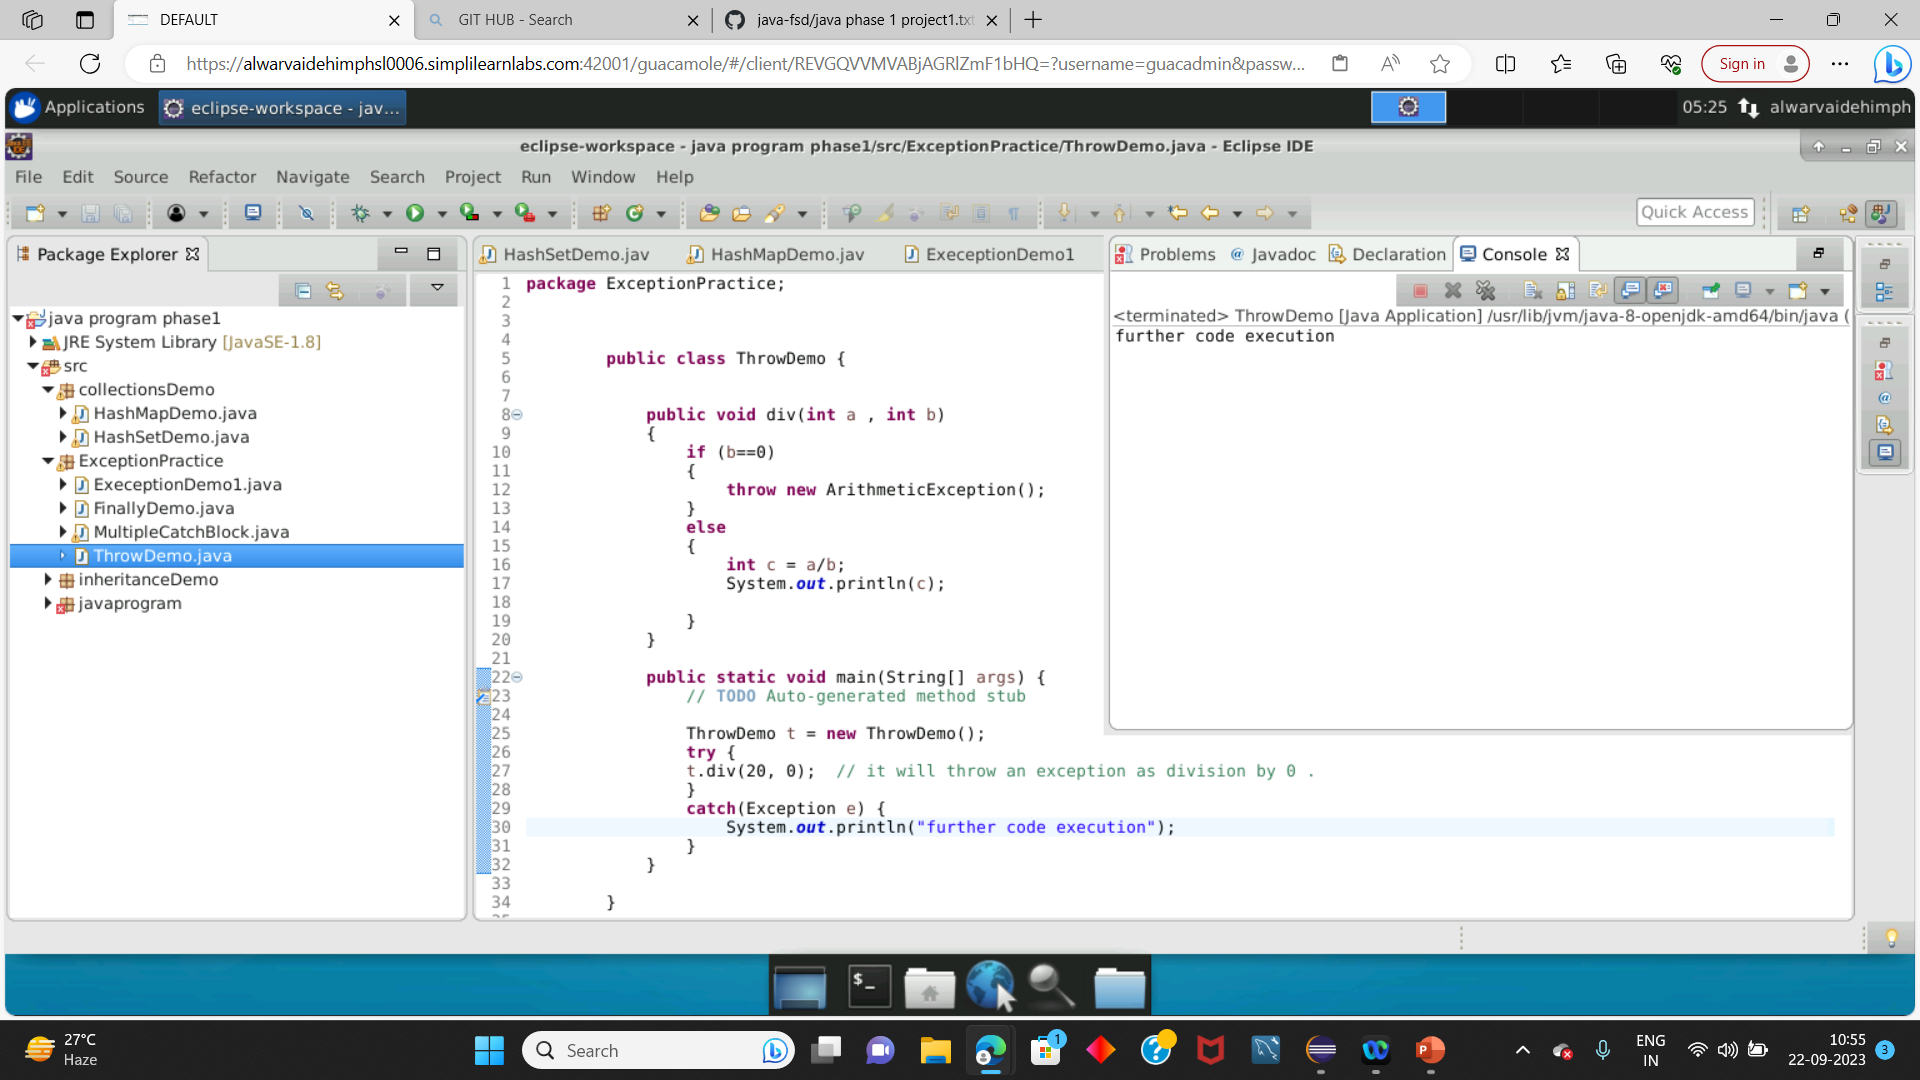 DEFAULT
GIT HUB - Search
java-fsd/java phase 1 project1.txt
https://alwarvaidehimphsl0006.simplilearnlabs.com:42001/guacamole/#/client/REVGQVVMVABjAGRlZmF1bHQ=?username=guacadmin&passw...
Sign in
Applications
eclipse-workspace - jav...
05:25
alwarvaidehimph
eclipse-workspace - java program phase1/src/ExceptionPractice/ThrowDemo.java - Eclipse IDE
File Edit Source Refactor Navigate Search Project Run Window Help
Quick Access
Package Explorer
java program phase1
JRE System Library [JavaSE-1.8]
src
collectionsDemo
HashMapDemo.java
HashSetDemo.java
ExceptionPractice
ExeceptionDemo1.java
FinallyDemo.java
MultipleCatchBlock.java
ThrowDemo.java
inheritanceDemo
javaprogram
HashSetDemo.jav
HashMapDemo.jav
ExeceptionDemo1
1 package ExceptionPractice;
2
3
4
5 public class ThrowDemo {
6
7
8 public void div(int a , int b)
9 {
10 if (b==0)
11 {
12 throw new ArithmeticException();
13 }
14 else
15 {
16 int c = a/b;
17 System.out.println(c);
18
19 }
20 }
21
22 public static void main(String[] args) {
23 // TODO Auto-generated method stub
24
25 ThrowDemo t = new ThrowDemo();
26 try {
27 t.div(20, 0); // it will throw an exception as division by 0 .
28 }
29 catch(Exception e) {
30 System.out.println("further code execution");
31 }
32 }
33
34 }
Problems @ Javadoc Declaration Console
<terminated> ThrowDemo [Java Application] /usr/lib/jvm/java-8-openjdk-amd64/bin/java (
further code execution
27°C
Haze
Search
1
ENG
IN
10:55
22-09-2023
3